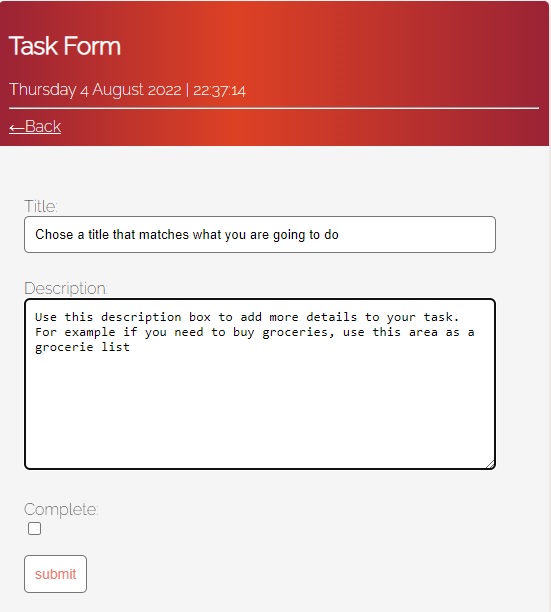 Task Form
Thursday 4 August 2022 | 22:37:14
←Back
Title:
Chose a title that matches what you are going to do
Description:
Use this description box to add more details to your task.
For example if you need to buy groceries, use this area as a
grocerie list
Complete:
submit